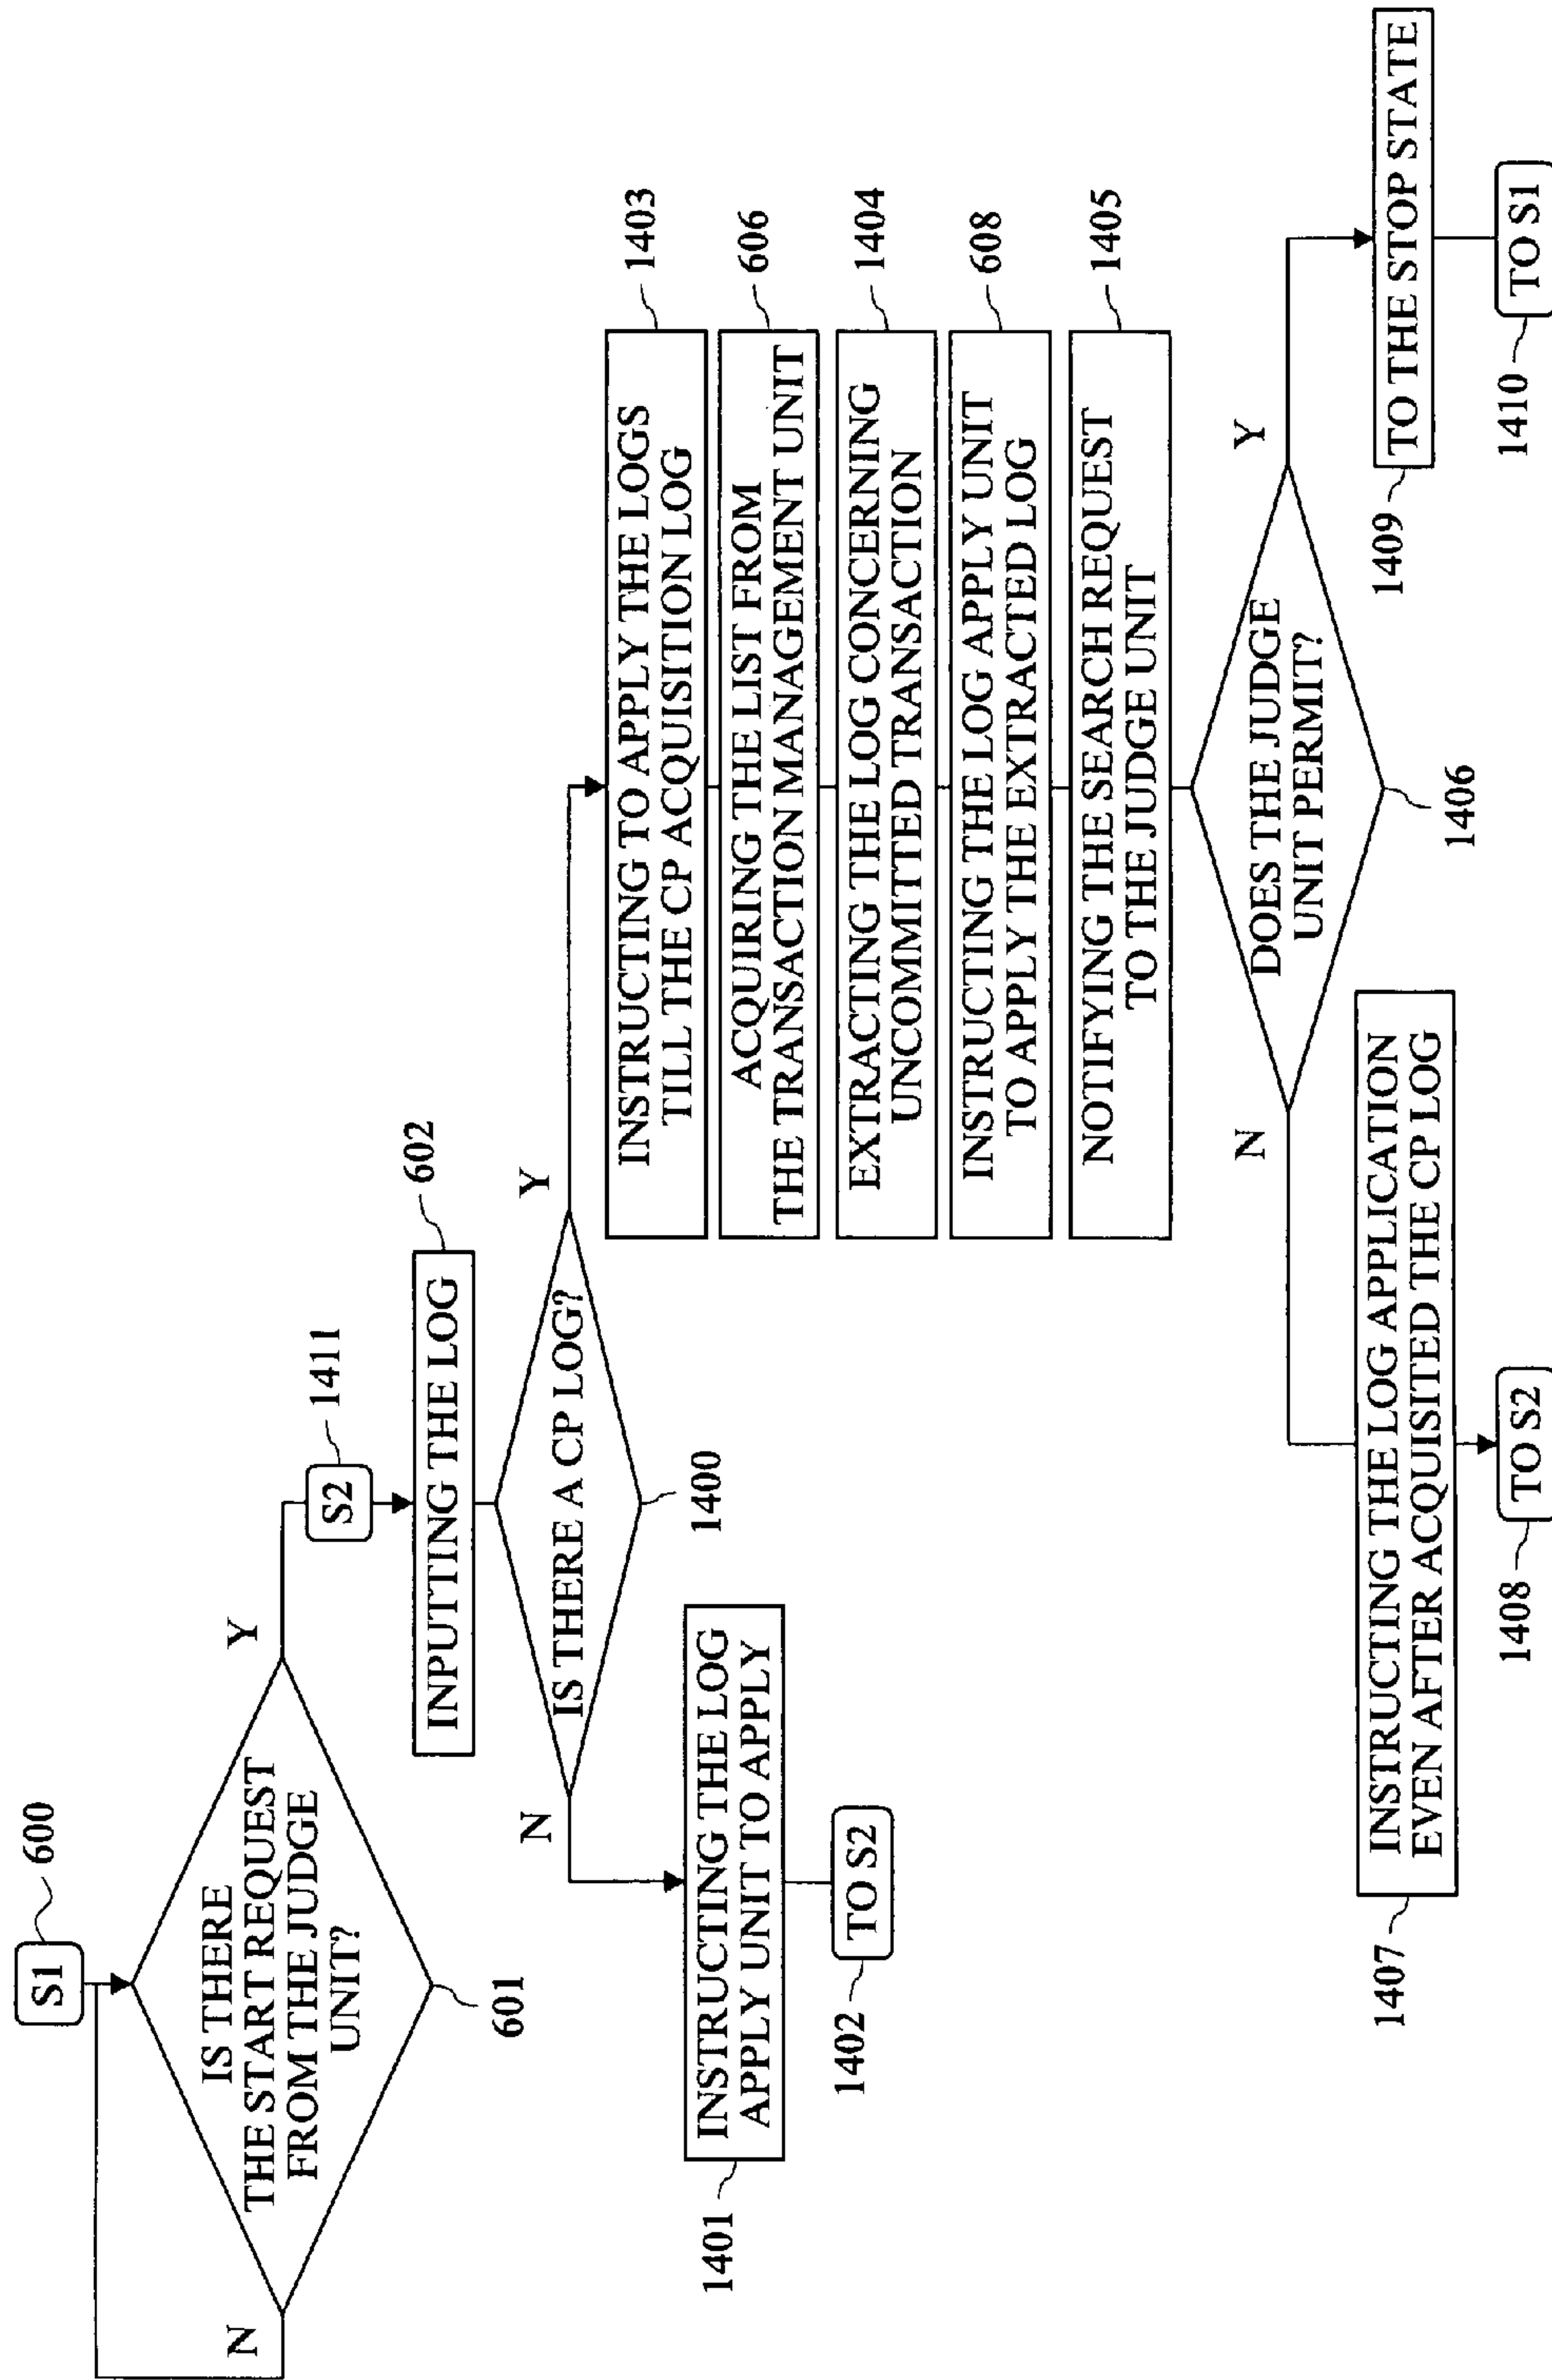 S1
600
IS THERE
THE START REQUEST
FROM THE JUDGE
UNIT?
601
N
Y
S2
1411
INPUTTING THE LOG
602
IS THERE A CP LOG?
1400
N
Y
INSTRUCTING THE LOG
APPLY UNIT TO APPLY
1401
TO S2
1402
INSTRUCTING TO APPLY THE LOGS
TILL THE CP ACQUISITION LOG
1403
ACQUIRING THE LIST FROM
THE TRANSACTION MANAGEMENT UNIT
606
EXTRACTING THE LOG CONCERNING
UNCOMMITTED TRANSACTION
1404
INSTRUCTING THE LOG APPLY UNIT
TO APPLY THE EXTRACTED LOG
608
NOTIFYING THE SEARCH REQUEST
TO THE JUDGE UNIT
1405
DOES THE JUDGE
UNIT PERMIT?
1406
N
Y
INSTRUCTING THE LOG APPLICATION
EVEN AFTER ACQUISITED THE CP LOG
1407
TO S2
1408
TO THE STOP STATE
1409
TO S1
1410